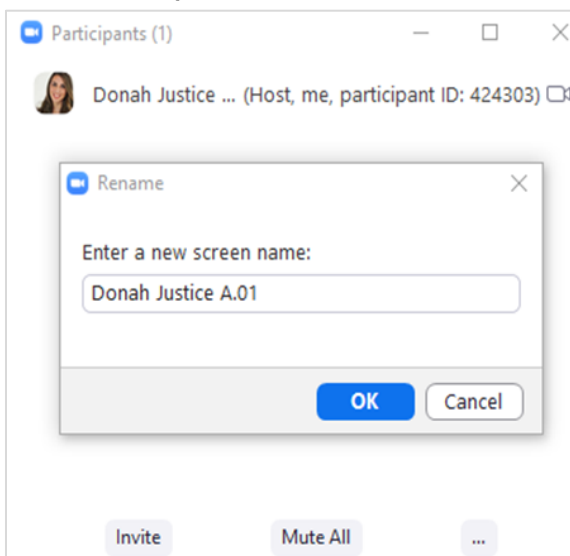 Participants (1)
Donah Justice ... (Host, me, participant ID: 424303)
Rename
Enter a new screen name:
Donah Justice A.01
OK Cancel
Invite Mute All ...